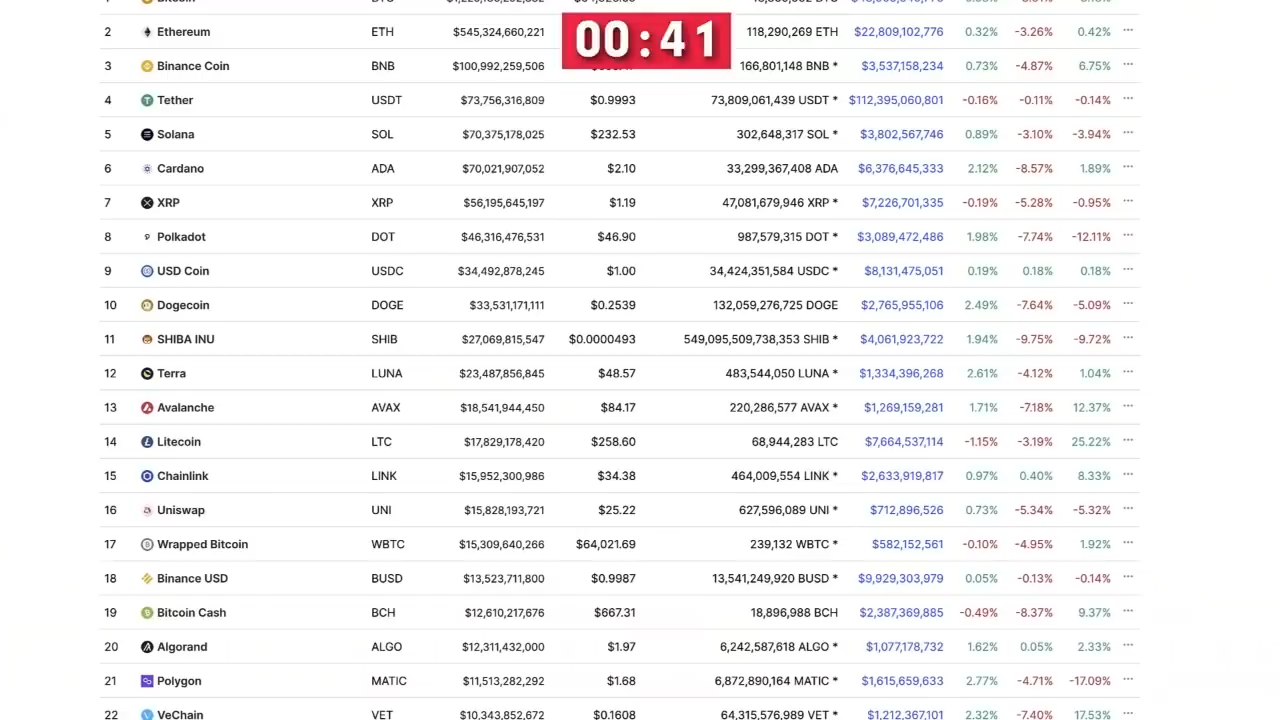 00:41
2 Ethereum ETH $545,324,660,221 118,290,269 ETH $22,809,102,776 0.32% -3.26% 0.42% ...
3 Binance Coin BNB $100,992,259,506 166,801,148 BNB * $3,537,158,234 0.73% -4.87% 6.75% ...
4 Tether USDT $73,756,316,809 $0.9993 73,809,061,439 USDT * $112,395,060,801 -0.16% -0.11% -0.14% ...
5 Solana SOL $70,375,178,025 $232.53 302,648,317 SOL * $3,802,567,746 0.89% -3.10% -3.94% ...
6 Cardano ADA $70,021,907,052 $2.10 33,299,367,408 ADA $6,376,645,333 2.12% -8.57% 1.89% ...
7 XRP XRP $56,195,645,197 $1.19 47,081,679,946 XRP * $7,226,701,335 -0.19% -5.28% -0.95% ...
8 Polkadot DOT $46,316,476,531 $46.90 987,579,315 DOT * $3,089,472,486 1.98% -7.74% -12.11% ...
9 USD Coin USDC $34,492,878,245 $1.00 34,424,351,584 USDC * $8,131,475,051 0.19% 0.18% 0.18% ...
10 Dogecoin DOGE $33,531,171,111 $0.2539 132,059,276,725 DOGE $2,765,955,106 2.49% -7.64% -5.09% ...
11 SHIBA INU SHIB $27,069,815,547 $0.0000493 549,095,509,738,353 SHIB * $4,061,923,722 1.94% -9.75% -9.72% ...
12 Terra LUNA $23,487,856,845 $48.57 483,544,050 LUNA * $1,334,396,268 2.61% -4.12% 1.04% ...
13 Avalanche AVAX $18,541,944,450 $84.17 220,286,577 AVAX * $1,269,159,281 1.71% -7.18% 12.37% ...
14 Litecoin LTC $17,829,178,420 $258.60 68,944,283 LTC $7,664,537,114 -1.15% -3.19% 25.22% ...
15 Chainlink LINK $15,952,300,986 $34.38 464,009,554 LINK * $2,633,919,817 0.97% 0.40% 8.33% ...
16 Uniswap UNI $15,828,193,721 $25.22 627,596,089 UNI * $712,896,526 0.73% -5.34% -5.32% ...
17 Wrapped Bitcoin WBTC $15,309,640,266 $64,021.69 239,132 WBTC * $582,152,561 -0.10% -4.95% 1.92% ...
18 Binance USD BUSD $13,523,711,800 $0.9987 13,541,249,920 BUSD * $9,929,303,979 0.05% -0.13% -0.14% ...
19 Bitcoin Cash BCH $12,610,217,676 $667.31 18,896,988 BCH $2,387,369,885 -0.49% -8.37% 9.37% ...
20 Algorand ALGO $12,311,432,000 $1.97 6,242,587,618 ALGO * $1,077,178,732 1.62% 0.05% 2.33% ...
21 Polygon MATIC $11,513,282,292 $1.68 6,872,890,164 MATIC * $1,615,659,633 2.77% -4.71% -17.09% ...
22 VeChain VET $10,343,852,672 $0.1608 64,315,576,989 VET * $1,212,367,101 2.32% -7.40% 17.53% ...